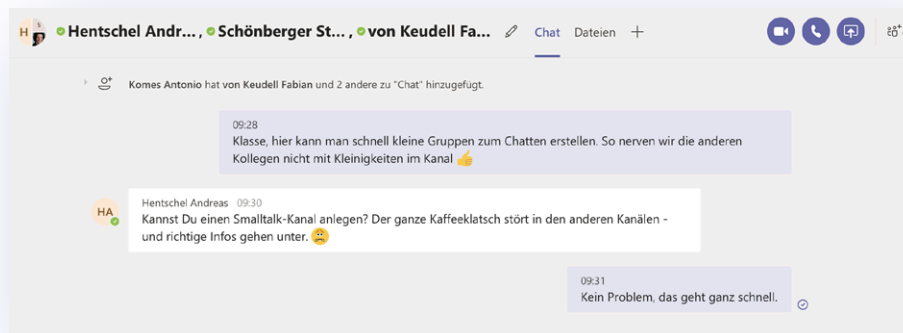 H
Hentschel Andr..., Schönberger St..., von Keudell Fa... Chat Dateien
Komes Antonio hat von Keudell Fabian und 2 andere zu "Chat" hinzugefügt.
09:28
Klasse, hier kann man schnell kleine Gruppen zum Chatten erstellen. So nerven wir die anderen
Kollegen nicht mit Kleinigkeiten im Kanal 👍
HA
Hentschel Andreas 09:30
Kannst Du einen Smalltalk-Kanal anlegen? Der ganze Kaffeeklatsch stört in den anderen Kanälen -
und richtige Infos gehen unter.
09:31
Kein Problem, das geht ganz schnell.